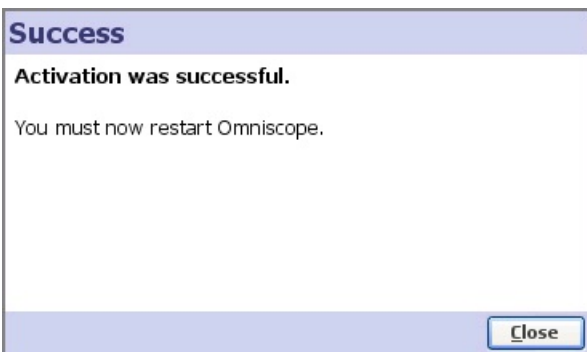 Success
Activation was successful.
You must now restart Omniscope.
Close